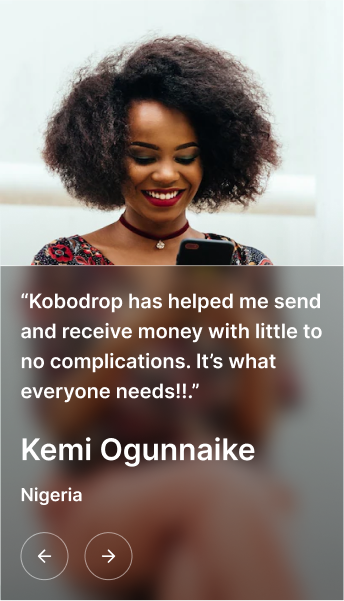 “Kobodrop has helped me send
and receive money with little to
no complications. It’s what
everyone needs!!.”
Kemi Ogunnaike
Nigeria